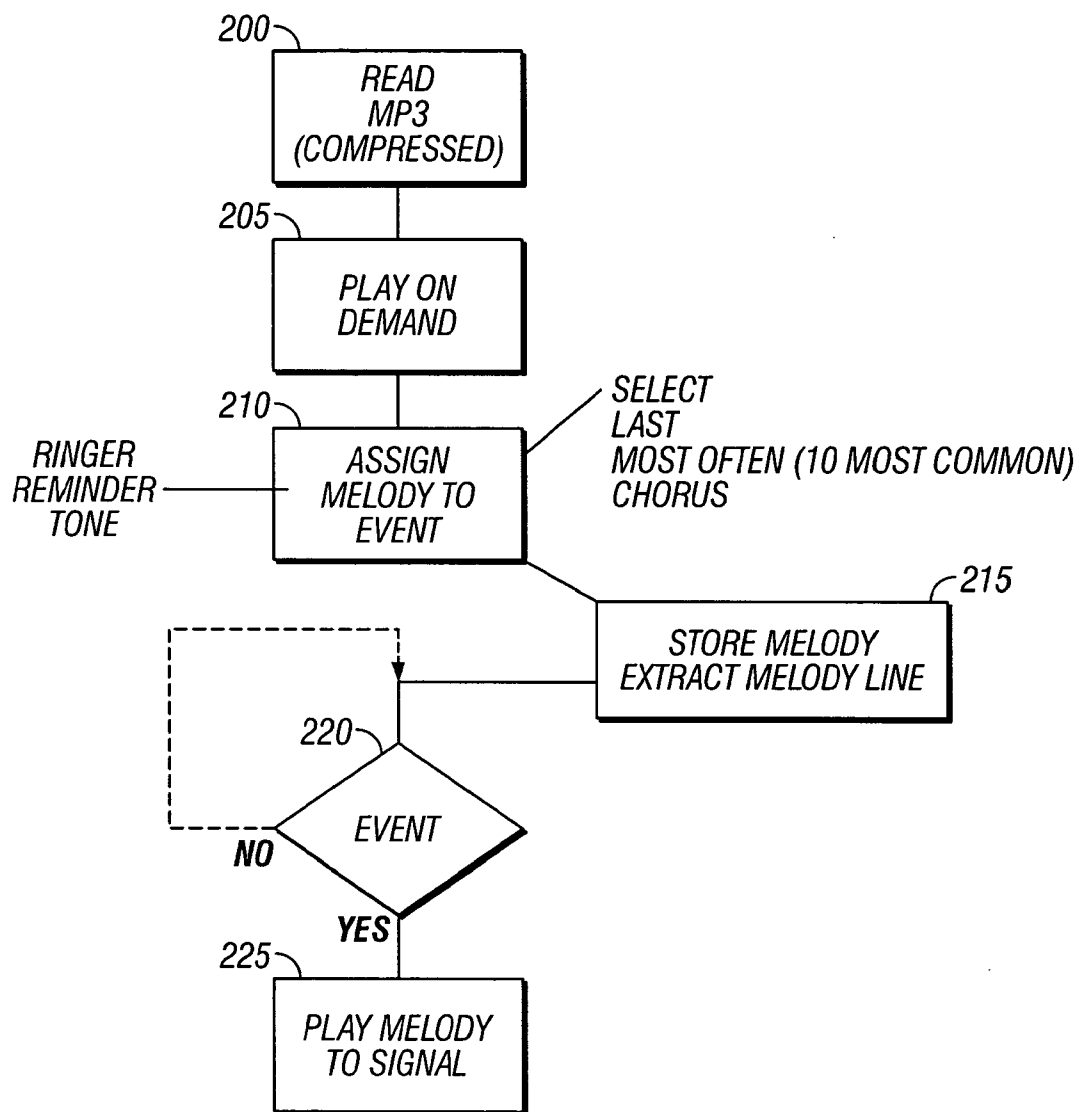 200
READ
MP3
(COMPRESSED)
205
PLAY ON
DEMAND
210
ASSIGN
MELODY TO
EVENT
RINGER
REMINDER
TONE
SELECT
LAST
MOST OFTEN (10 MOST COMMON)
CHORUS
215
STORE MELODY
EXTRACT MELODY LINE
220
EVENT
NO
YES
225
PLAY MELODY
TO SIGNAL